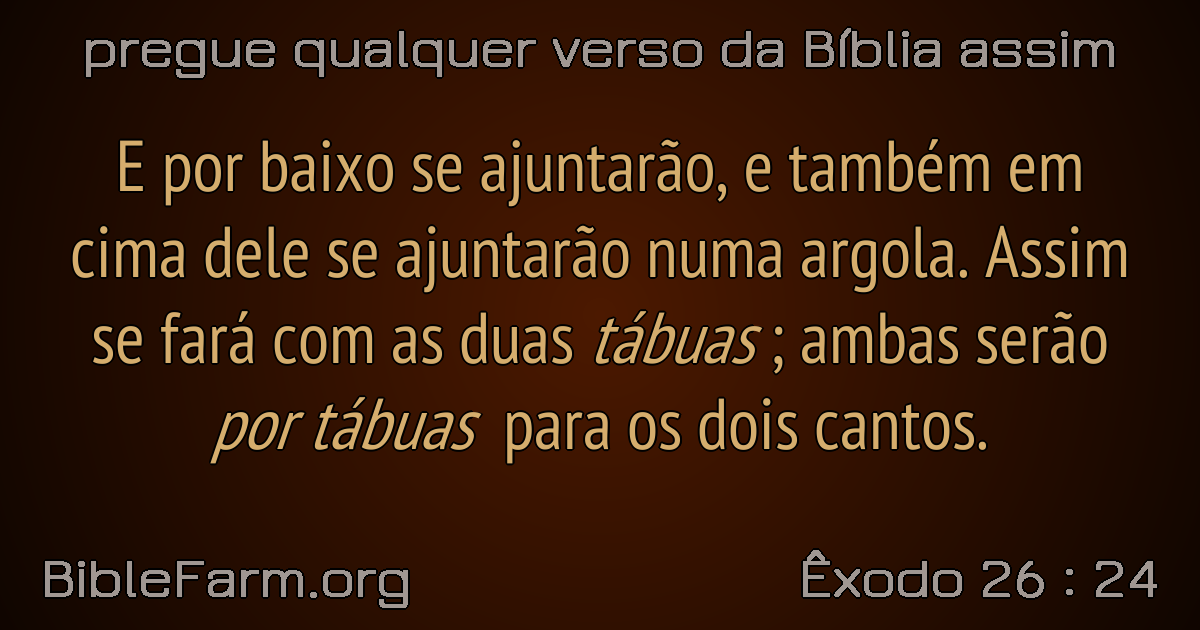 pregue qualquer verso da Bíblia assim
E por baixo se ajuntarão, e também em
cima dele se ajuntarão numa argola. Assim
se fará com as duas tábuas ; ambas serão
por tábuas para os dois cantos.
BibleFarm.org
Êxodo 26 : 24